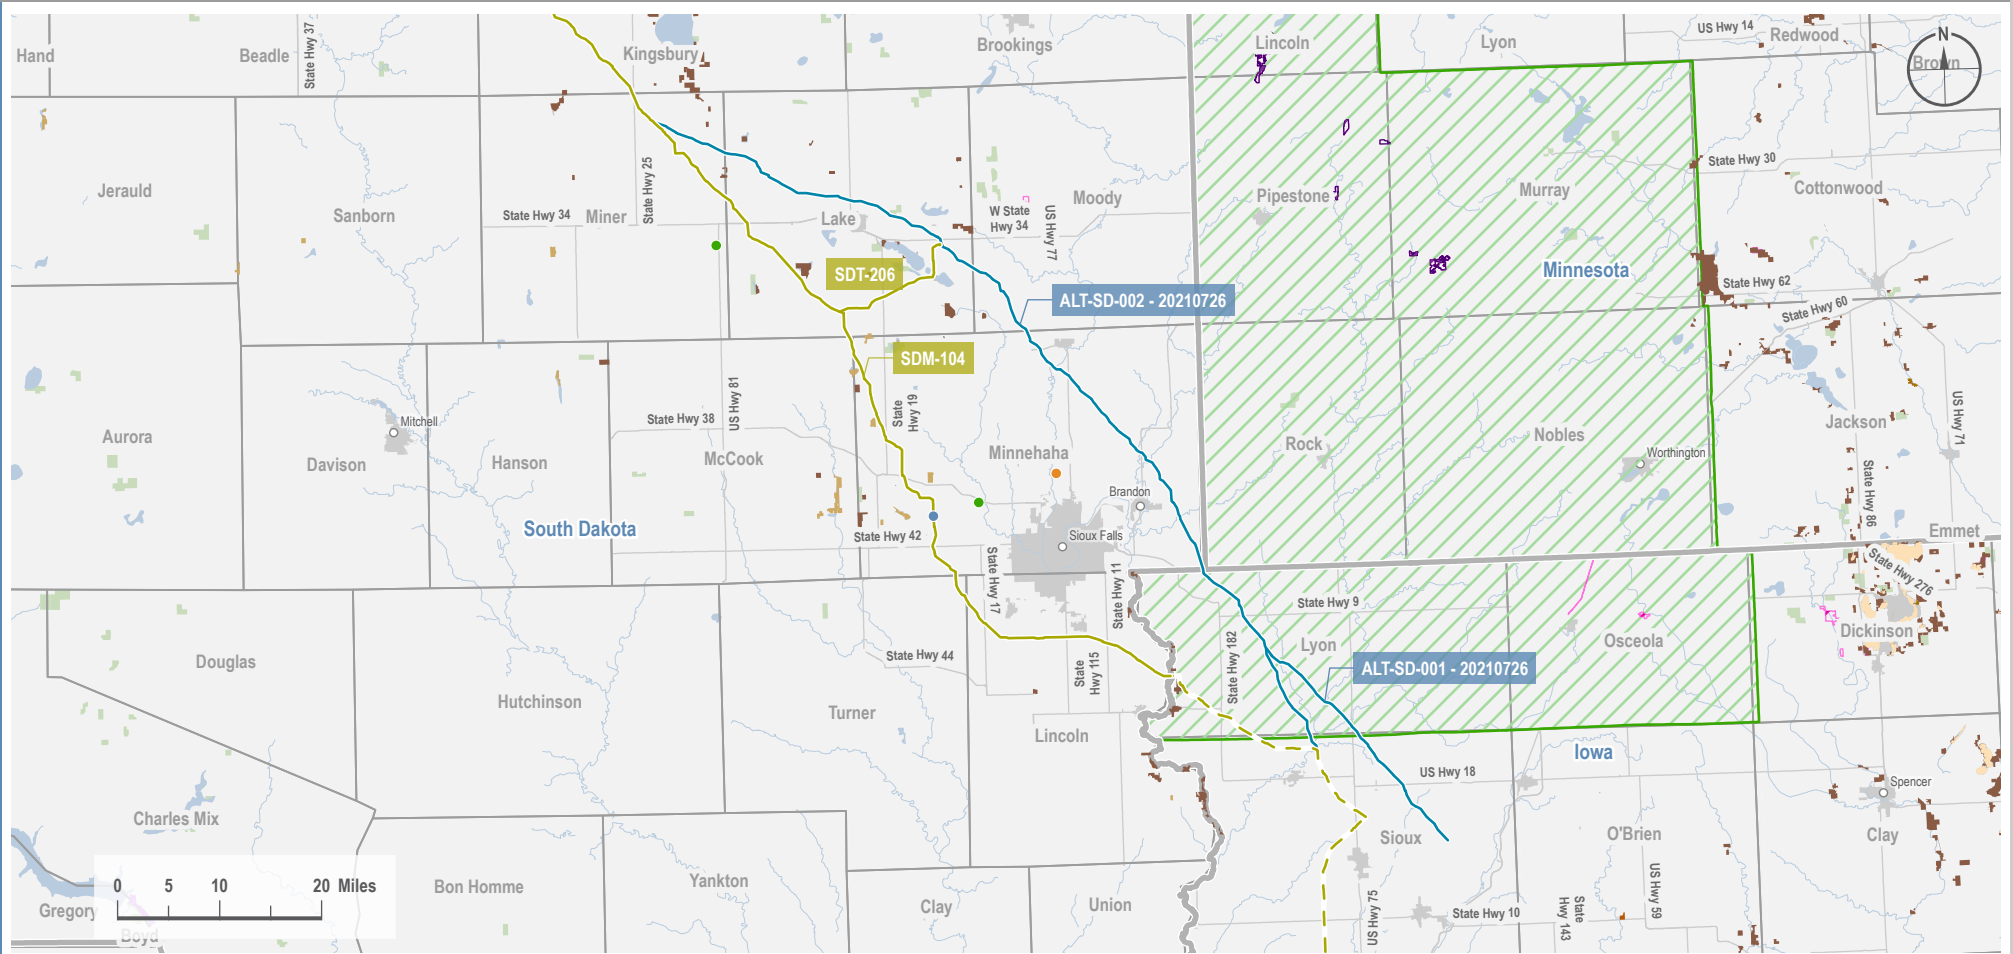 Hand
Beadle
State Hwy 37
Kingsbury
Brookings
Lincoln
Lyon
US Hwy 14
Redwood
N
Brown
Jerauld
Sanborn
State Hwy 34
Miner
State Hwy 25
Lake
W State
Hwy 34
US Hwy 77
Moody
Pipestone
Murray
State Hwy 30
Cottonwood
SDT-206
ALT-SD-002 - 20210726
Minnesota
State Hwy 62
State Hwy 60
SDM-104
Aurora
Mitchell
Davison
Hanson
State Hwy 38
US Hwy 81
McCook
State
Hwy 19
Minnehaha
Brandon
Rock
Nobles
Worthington
Jackson
US Hwy 71
State Hwy 86
Emmet
South Dakota
State Hwy 42
Sioux Falls
State Hwy 17
State Hwy 11
State Hwy 276
Dickinson
State Hwy 9
Lyon
Osceola
Douglas
Hutchinson
State Hwy 44
Turner
State
Hwy 115
State Hwy 182
ALT-SD-001 - 20210726
Lincoln
Iowa
US Hwy 18
Spencer
Charles Mix
Sioux
O'Brien
Clay
0 5 10 20 Miles
Gregory
Boyd
Bon Homme
Yankton
Clay
Union
US Hwy 75
State Hwy 10
State
Hwy 143
US Hwy 59